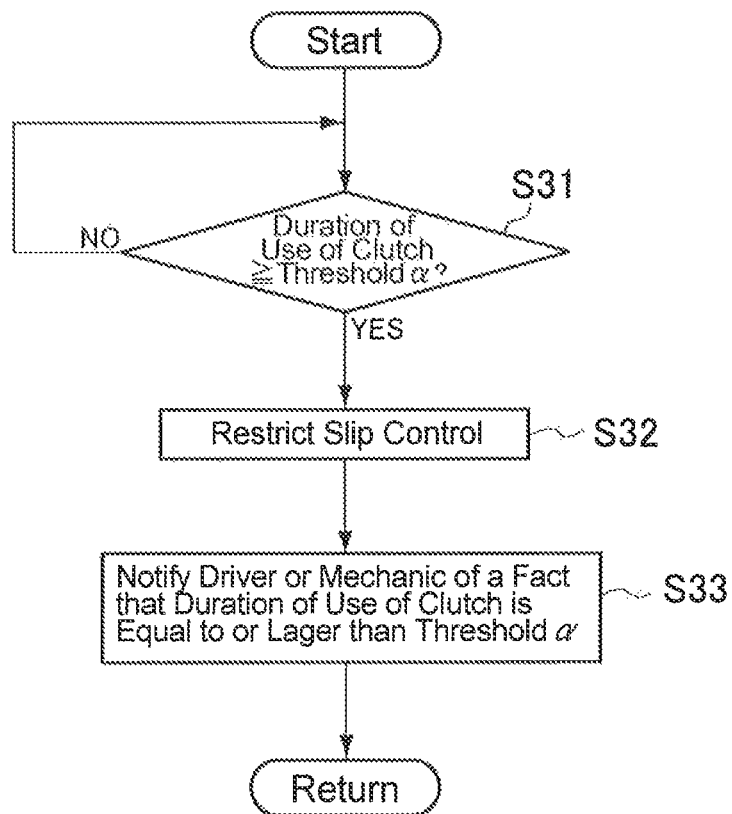 Start
S31
Duration of
Use of Clutch
≧Threshold α?
NO
YES
Restrict Slip Control
S32
Notify Driver or Mechanic of a Fact
that Duration of Use of Clutch is
Equal to or Lager than Threshold α
S33
Return